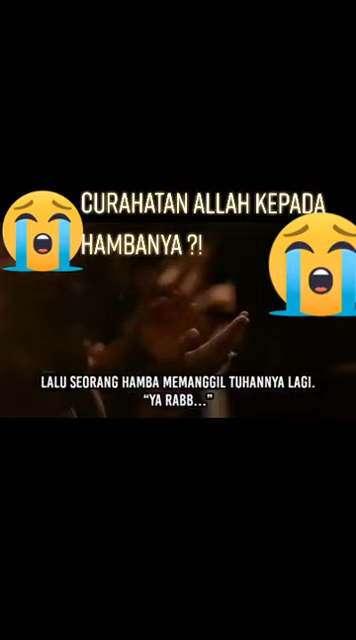 CURAHATAN ALLAH KEPADA
HAMBANYA ?!
LALU SEORANG HAMBA MEMANGGIL TUHANNYA LAGI.
“YA RABB...”